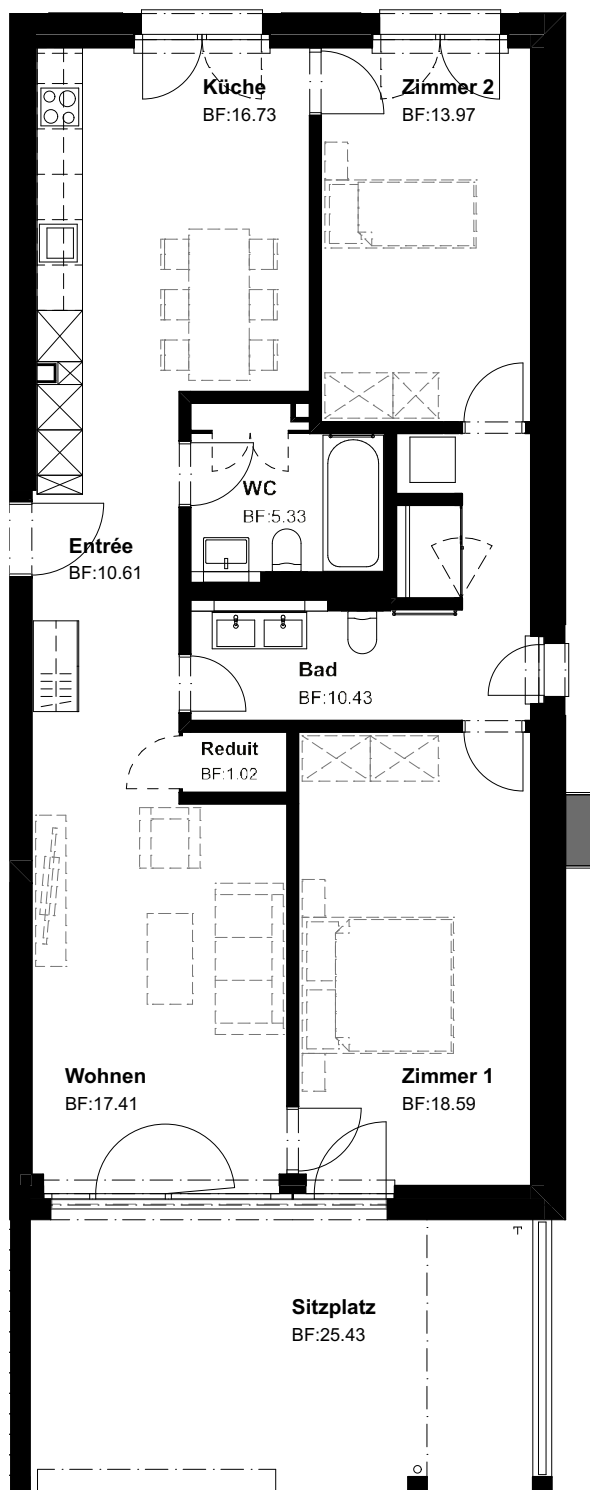 Küche
BF:16.73
Zimmer 2
BF:13.97
WC
BF:5.33
Entrée
BF:10.61
Bad
BF:10.43
Reduit
BF:1.02
Wohnen
BF:17.41
Zimmer 1
BF:18.59
Sitzplatz
BF:25.43